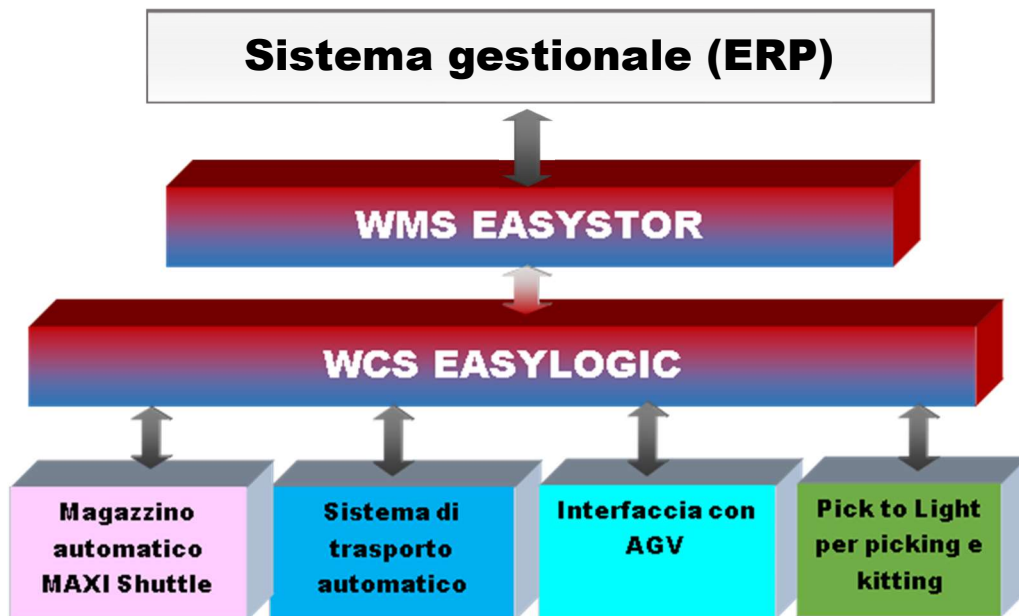 Sistema gestionale (ERP)
WMS EASYSTOR
WCS EASYLOGIC
Magazzino
automatico
MAXI Shuttle
Sistema di
trasporto
automatico
Interfaccia con
AGV
Pick to Light
per picking e
kitting